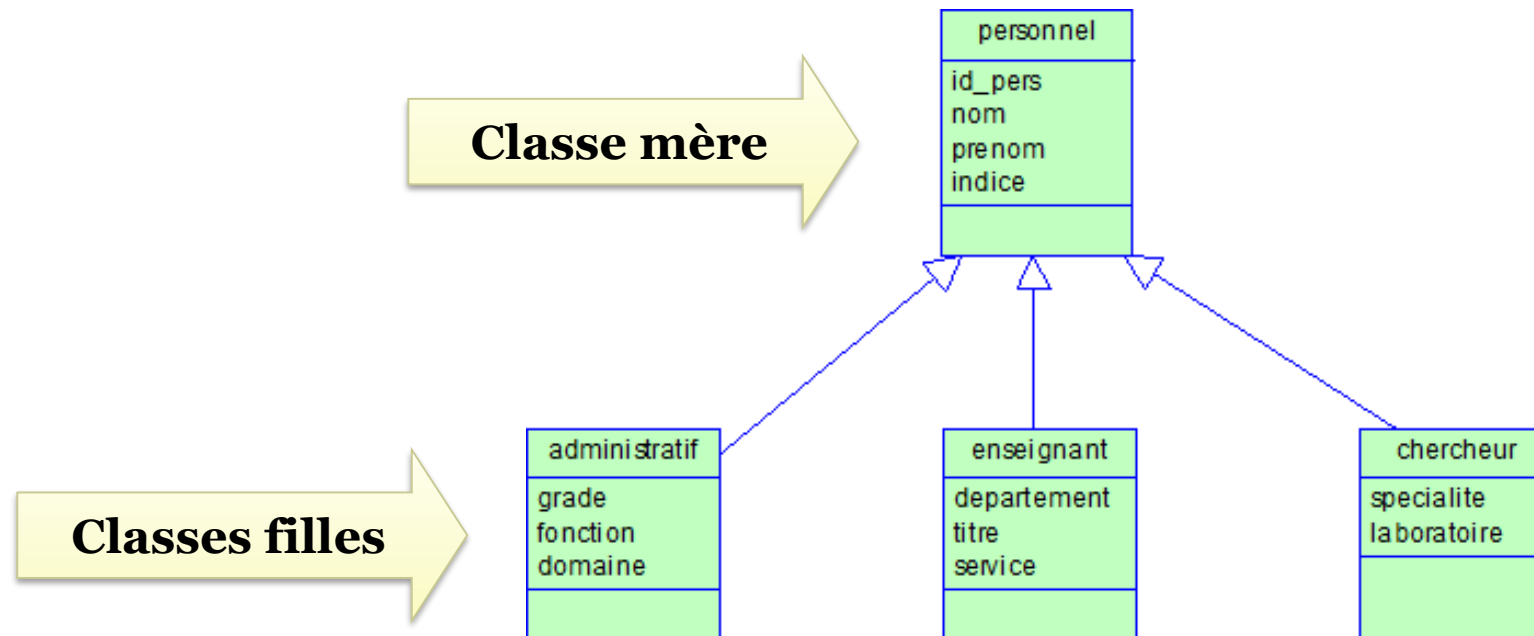 personnel
id_pers
nom
prenom
indice
Classe mère
administratif
grade
fonction
domaine
enseignant
departement
titre
service
chercheur
specialite
laboratoire
Classes filles